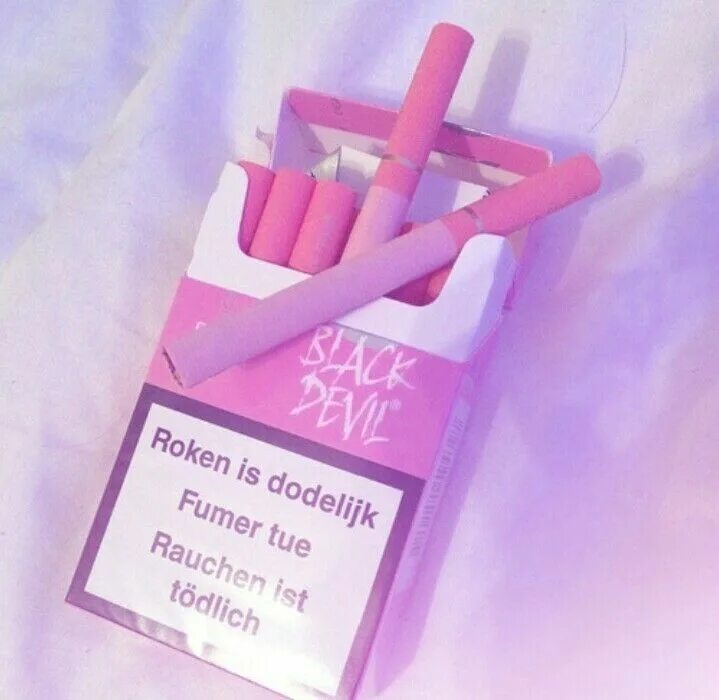 BLACK
DEVIL®
Roken is dodelijk
Fumer tue
Rauchen ist
tödlich